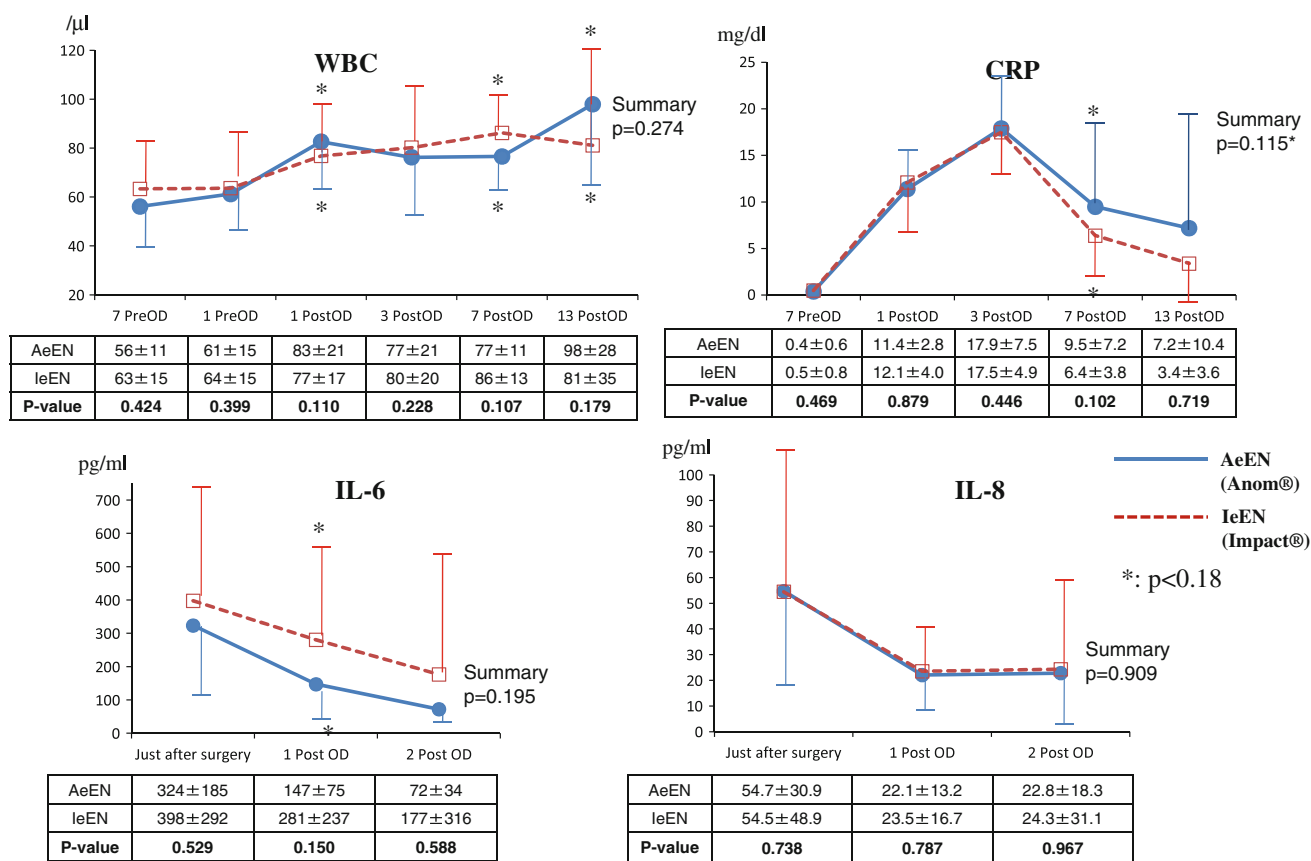 /μl
WBC
120
100
80
60
40
20
* * *
* * *
Summary
p=0.274
7 PreOD 1 PreOD 1 PostOD 3 PostOD 7 PostOD 13 PostOD
AeEN 56±11 61±15 83±21 77±21 77±11 98±28
IeEN 63±15 64±15 77±17 80±20 86±13 81±35
P-value 0.424 0.399 0.110 0.228 0.107 0.179
mg/dl
CRP
25
20
15
10
5
0
*
*
Summary
p=0.115*
7 PreOD 1 PostOD 3 PostOD 7 PostOD 13 PostOD
AeEN 0.4±0.6 11.4±2.8 17.9±7.5 9.5±7.2 7.2±10.4
IeEN 0.5±0.8 12.1±4.0 17.5±4.9 6.4±3.8 3.4±3.6
P-value 0.469 0.879 0.446 0.102 0.719
pg/ml
IL-6
700
600
500
400
300
200
100
0
*
*
Summary
p=0.195
Just after surgery 1 Post OD 2 Post OD
AeEN 324±185 147±75 72±34
IeEN 398±292 281±237 177±316
P-value 0.529 0.150 0.588
pg/ml
IL-8
100
90
80
70
60
50
40
30
20
10
0
Summary
p=0.909
Just after surgery 1 Post OD 2 Post OD
AeEN 54.7±30.9 22.1±13.2 22.8±18.3
IeEN 54.5±48.9 23.5±16.7 24.3±31.1
P-value 0.738 0.787 0.967
AeEN
(Anom®)
IeEN
(Impact®)
*: p<0.18